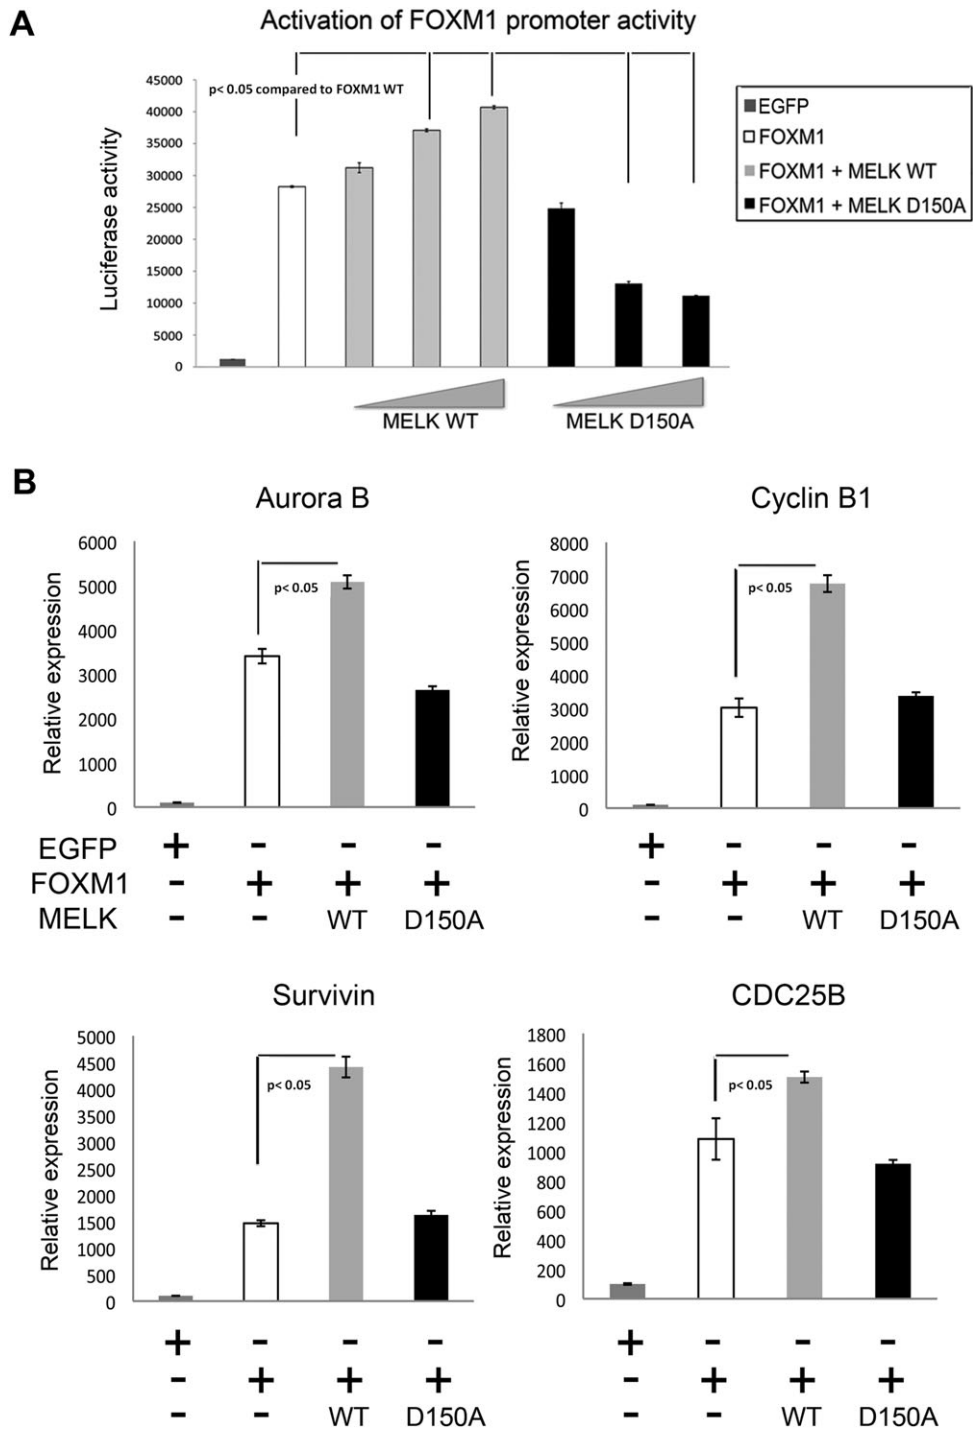 A
Activation of FOXM1 promoter activity
p< 0.05 compared to FOXM1 WT
Luciferase activity
45000
40000
35000
30000
25000
20000
15000
10000
5000
0
MELK WT
MELK D150A
EGFP
FOXM1
FOXM1 + MELK WT
FOXM1 + MELK D150A
B
Aurora B
Relative expression
6000
5000
4000
3000
2000
1000
0
p< 0.05
Cyclin B1
Relative expression
8000
7000
6000
5000
4000
3000
2000
1000
0
p< 0.05
EGFP + - - - + - - -
FOXM1 - + + + - + + +
MELK - - WT D150A - - WT D150A
Survivin
Relative expression
5000
4500
4000
3500
3000
2500
2000
1500
1000
500
0
p< 0.05
CDC25B
Relative expression
1800
1600
1400
1200
1000
800
600
400
200
0
p< 0.05
+ - - - + - - -
- + + + - + + +
- - WT D150A - - WT D150A